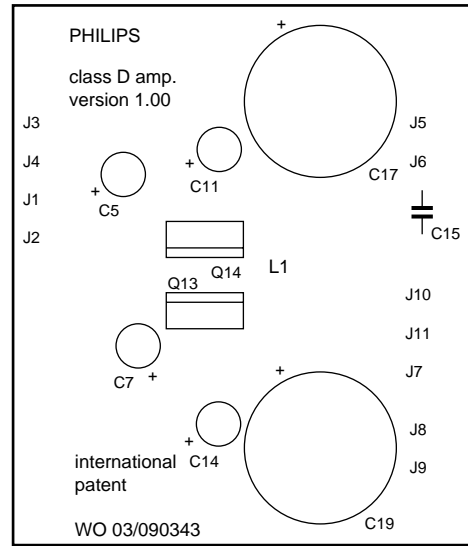 PHILIPS
class D amp.
version 1.00
+
J3
J5
J4
+
C11
J6
C17
J1
+
C5
C15
J2
Q14
L1
Q13
J10
J11
C7
+
+
J7
J8
+
C14
international
J9
patent
WO 03/090343
C19